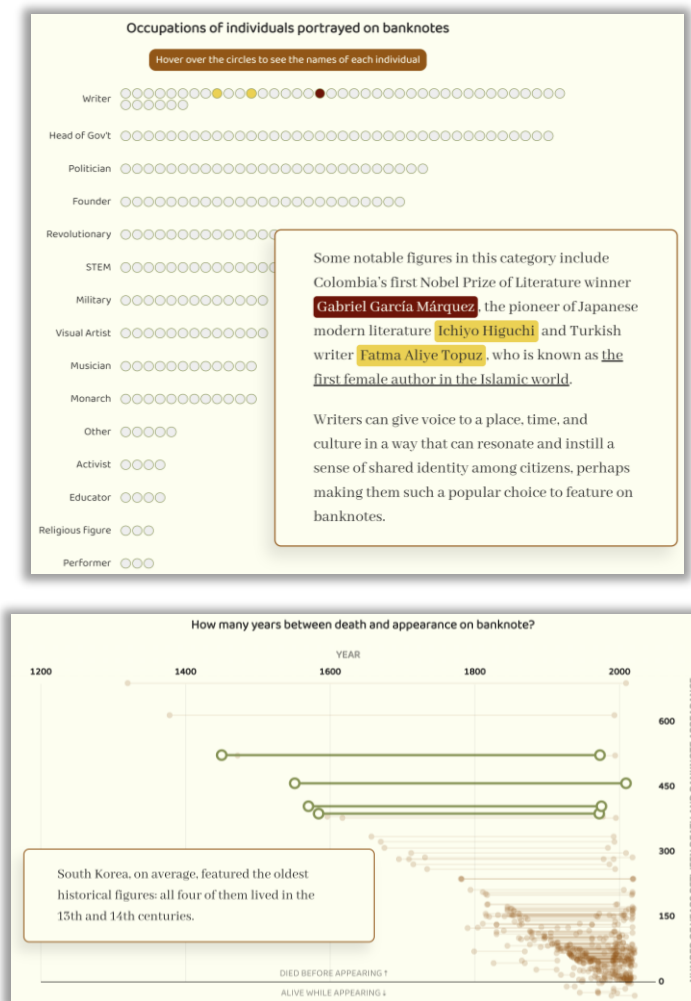 Occupations of individuals portrayed on banknotes
Hover over the circles to see the names of each individual
Writer
Head of Gov't
Politician
Founder
Revolutionary
STEM
Military
Visual Artist
Musician
Monarch
Other
Activist
Educator
Religious figure
Performer
Some notable figures in this category include
Colombia's first Nobel Prize of Literature winner
Gabriel García Márquez, the pioneer of Japanese
modern literature Ichiyo Higuchi and Turkish
writer Fatma Aliye Topuz, who is known as the
first female author in the Islamic world.
Writers can give voice to a place, time, and
culture in a way that can resonate and instill a
sense of shared identity among citizens, perhaps
making them such a popular choice to feature on
banknotes.
How many years between death and appearance on banknote?
YEAR
1200 1400 1600 1800 2000
600
450
300
150
0
South Korea, on average, featured the oldest
historical figures: all four of them lived in the
13th and 14th centuries.
DIED BEFORE APPEARING ↑
ALIVE WHILE APPEARING ↓